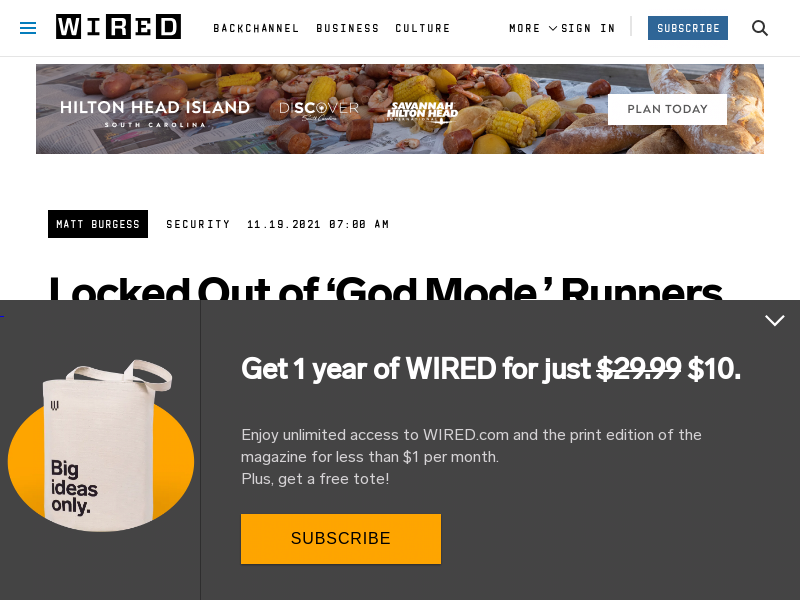 WIRED
BACKCHANNEL BUSINESS CULTURE MORE SIGN IN SUBSCRIBE
HILTON HEAD ISLAND
SOUTH CAROLINA
DISCOVER
South Carolina
SAVANNAH
HILTON HEAD
INTERNATIONAL
PLAN TODAY
MATT BURGESS SECURITY 11.19.2021 07:00 AM
Locked Out of ‘God Mode,’ Runners
Get 1 year of WIRED for just $29.99 $10.
Enjoy unlimited access to WIRED.com and the print edition of the
magazine for less than $1 per month.
Plus, get a free tote!
SUBSCRIBE
W
Big
ideas
only.